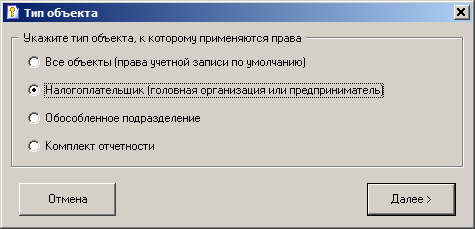 Тип объекта
Укажите тип объекта, к которому применяются права
Все объекты (права учетной записи по умолчанию)
Налогоплательщик (головная организация или предприниматель)
Обособленное подразделение
Комплект отчетности
Отмена
Далее >